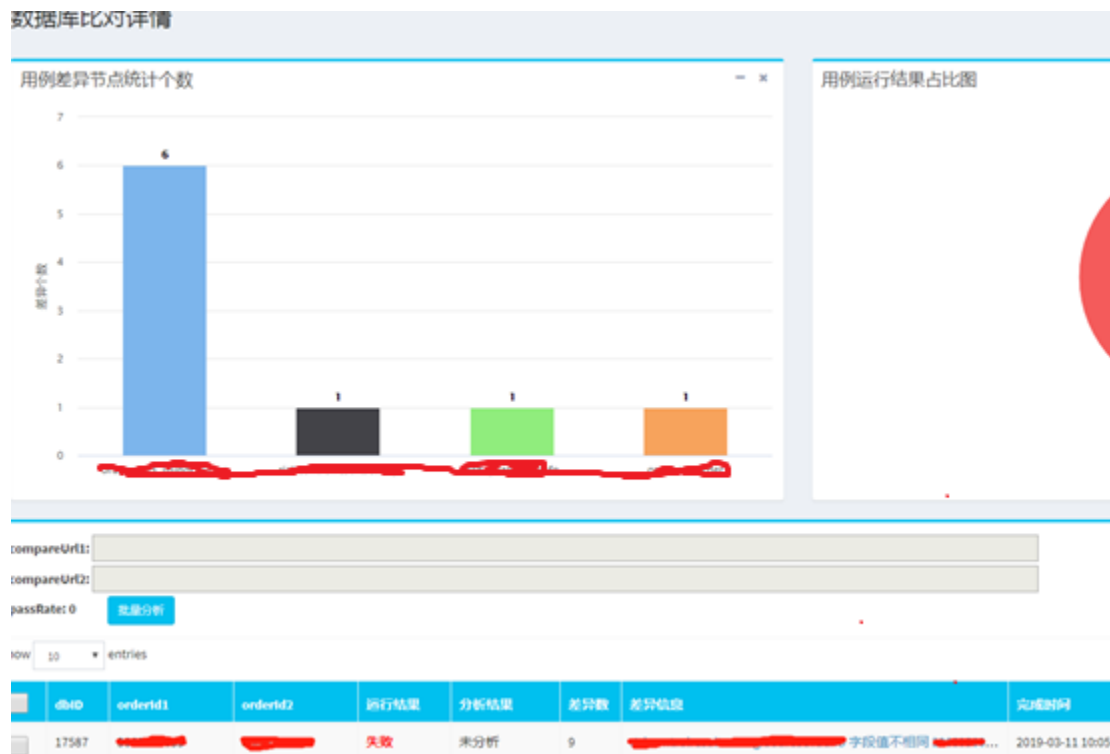 数据库比对详情
用例差异节点统计个数
用例运行结果占比图
7
6
6
5
4
差异个数
3
2
1
1
1
1
0
compareUrl1:
compareUrl2:
passRate: 0
批量分析
10
entries
dbID
orderId1
orderId2
运行结果
分析结果
差异数
差异信息
完成时间
17587
失败
未分析
9
字段值不相同
...
2019-03-11 10:05